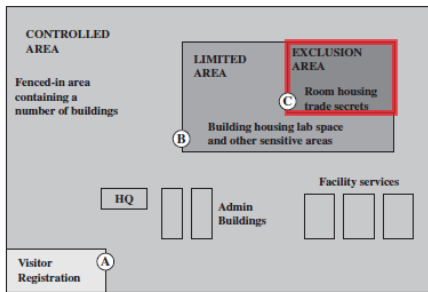 CONTROLLED
AREA
Fenced-in area
containing a
number of buildings
LIMITED
AREA
EXCLUSION
AREA
Room housing
trade secrets
C
B
Building housing lab space
and other sensitive areas
HQ
Admin
Buildings
Facility services
Visitor
Registration
A